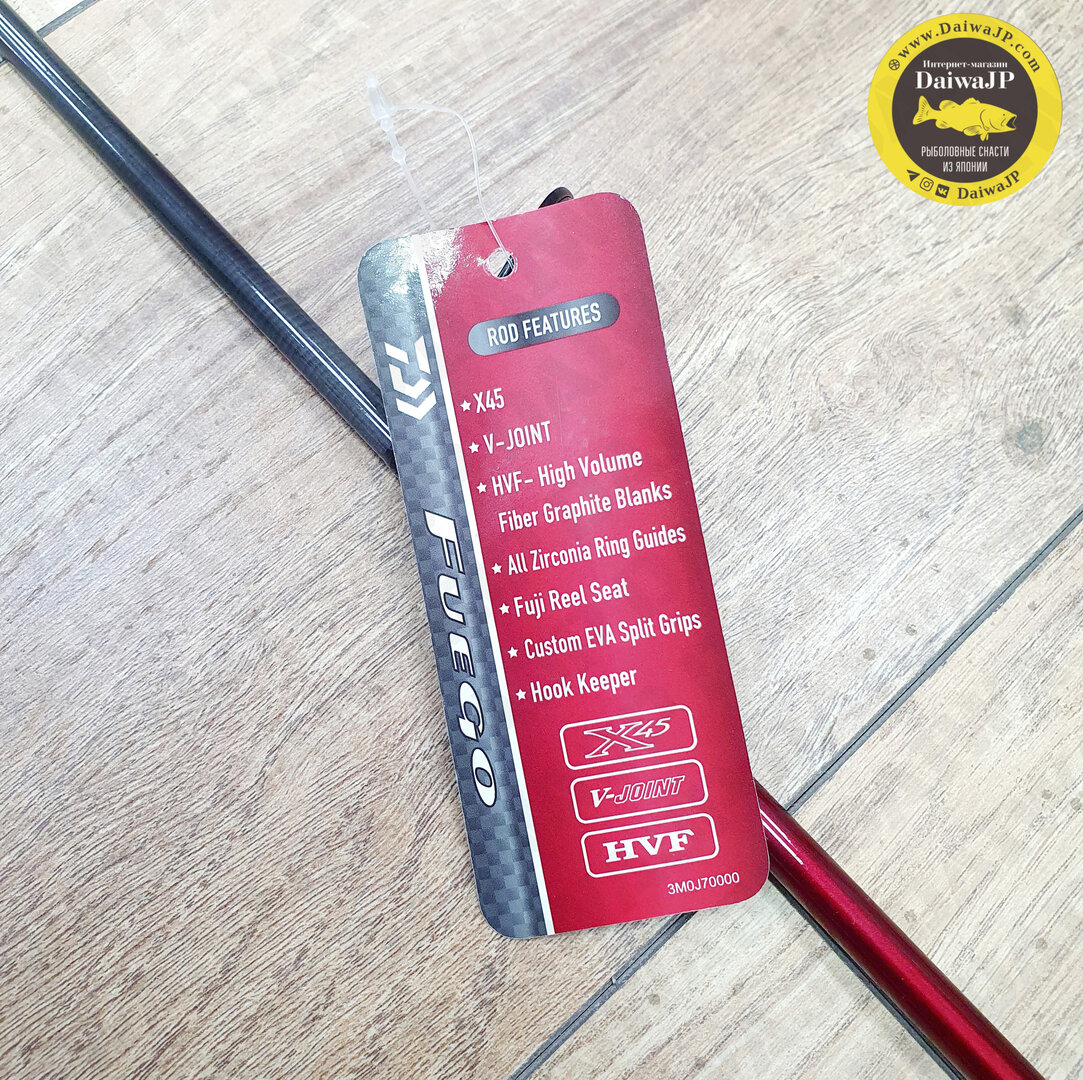 www.DaiwaJP.com
Интернет-магазин
DaiwaJP
РЫБОЛОВНЫЕ СНАСТИ
ИЗ ЯПОНИИ
DaiwaJP
ROD FEATURES
★ X45
★ V-JOINT
★ HVF- High Volume
Fiber Graphite Blanks
★ All Zirconia Ring Guides
★ Fuji Reel Seat
★ Custom EVA Split Grips
★ Hook Keeper
X45
V-JOINT
HVF
3M0J70000
FUEGO